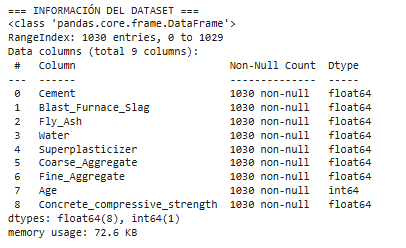 === INFORMACIÓN DEL DATASET ===
<class 'pandas.core.frame.DataFrame'>
RangeIndex: 1030 entries, 0 to 1029
Data columns (total 9 columns):
 #   Column                        Non-Null Count  Dtype
---  ------                        --------------  -----
 0   Cement                        1030 non-null   float64
 1   Blast_Furnace_Slag            1030 non-null   float64
 2   Fly_Ash                       1030 non-null   float64
 3   Water                         1030 non-null   float64
 4   Superplasticizer              1030 non-null   float64
 5   Coarse_Aggregate              1030 non-null   float64
 6   Fine_Aggregate                1030 non-null   float64
 7   Age                           1030 non-null   int64
 8   Concrete_compressive_strength 1030 non-null   float64
dtypes: float64(8), int64(1)
memory usage: 72.6 KB